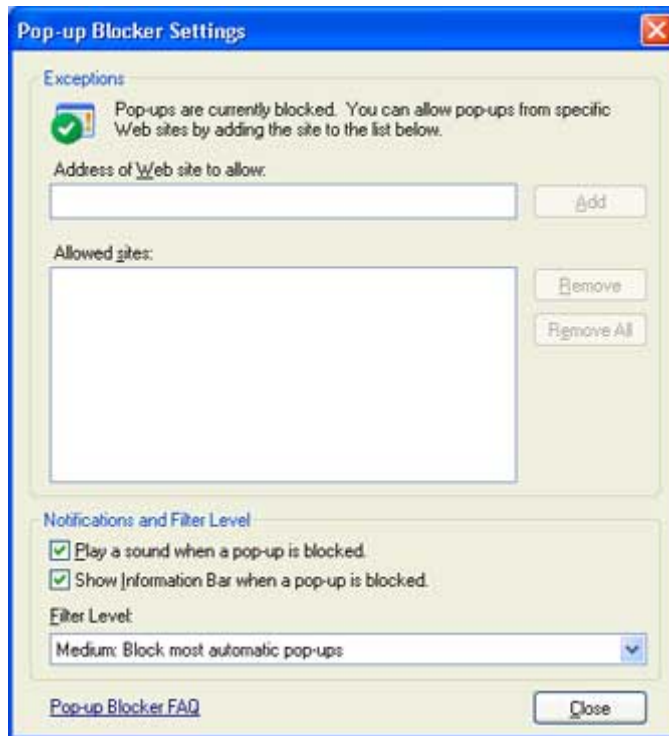 Pop-up Blocker Settings
Exceptions
Pop-ups are currently blocked. You can allow pop-ups from specific
Web sites by adding the site to the list below.
Address of Web site to allow:
Add
Allowed sites:
Remove
Remove All
Notifications and Filter Level
Play a sound when a pop-up is blocked.
Show Information Bar when a pop-up is blocked.
Filter Level:
Medium: Block most automatic pop-ups
Pop-up Blocker FAQ
Close